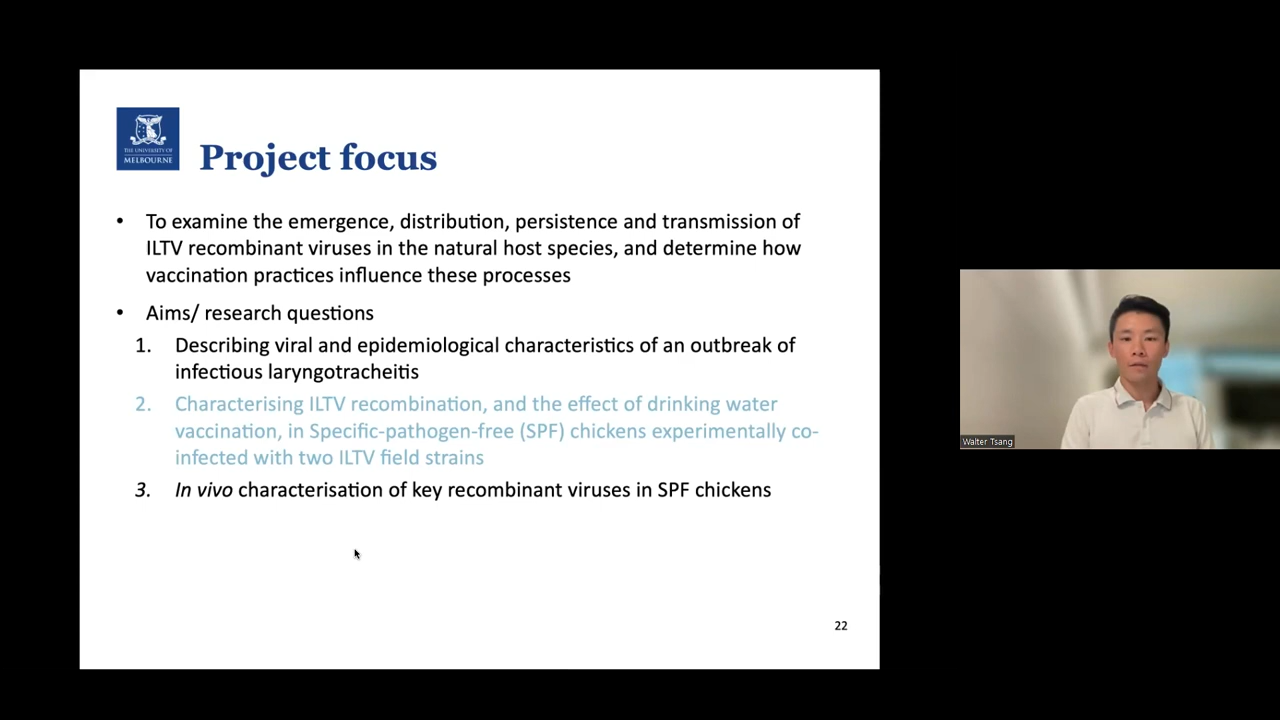 THE UNIVERSITY OF
MELBOURNE
Project focus
• To examine the emergence, distribution, persistence and transmission of
ILTV recombinant viruses in the natural host species, and determine how
vaccination practices influence these processes
• Aims/ research questions
1. Describing viral and epidemiological characteristics of an outbreak of
infectious laryngotracheitis
2. Characterising ILTV recombination, and the effect of drinking water
vaccination, in Specific-pathogen-free (SPF) chickens experimentally co-
infected with two ILTV field strains
3. In vivo characterisation of key recombinant viruses in SPF chickens
22
Walter Tsang